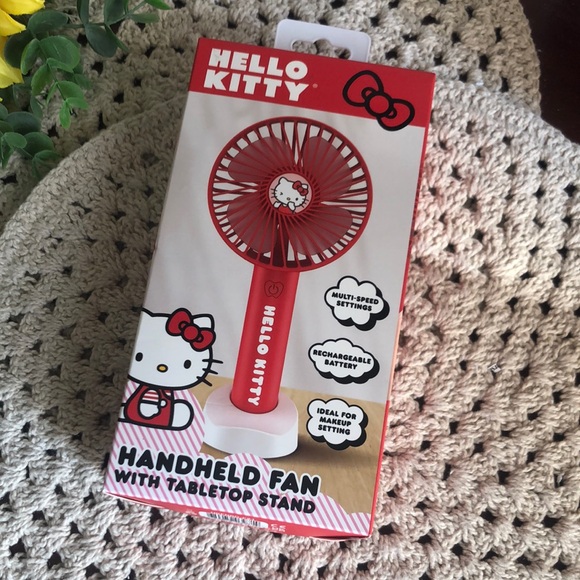 HELLO
KITTY®
HELLO KITTY
MULTI-SPEED
SETTINGS
RECHARGEABLE
BATTERY
IDEAL FOR
MAKEUP
SETTING
HANDHELD FAN
WITH TABLETOP STAND